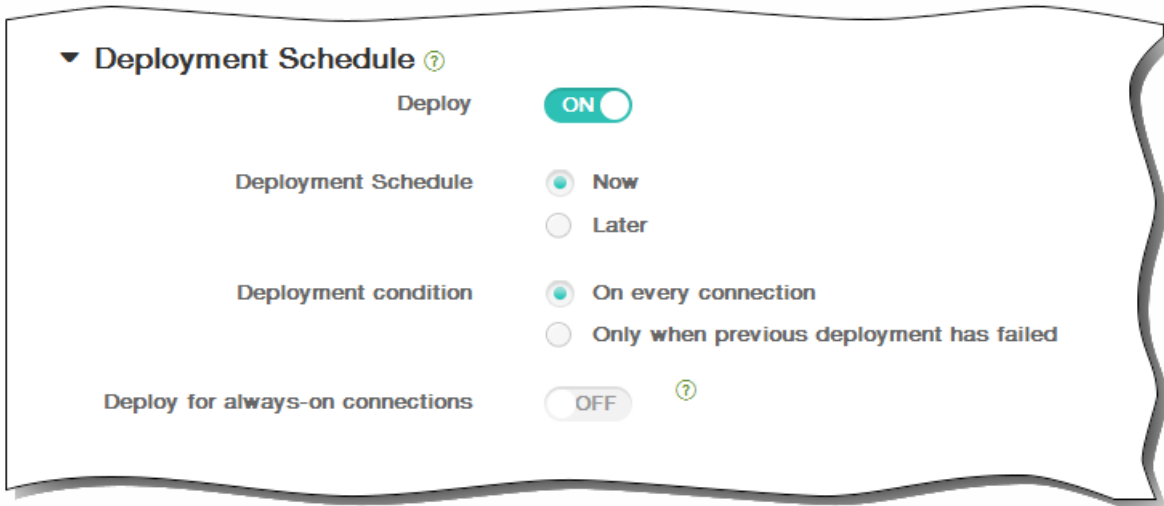 Deployment Schedule ?
Deploy ON
Deployment Schedule Now
Later
Deployment condition On every connection
Only when previous deployment has failed
Deploy for always-on connections OFF ?